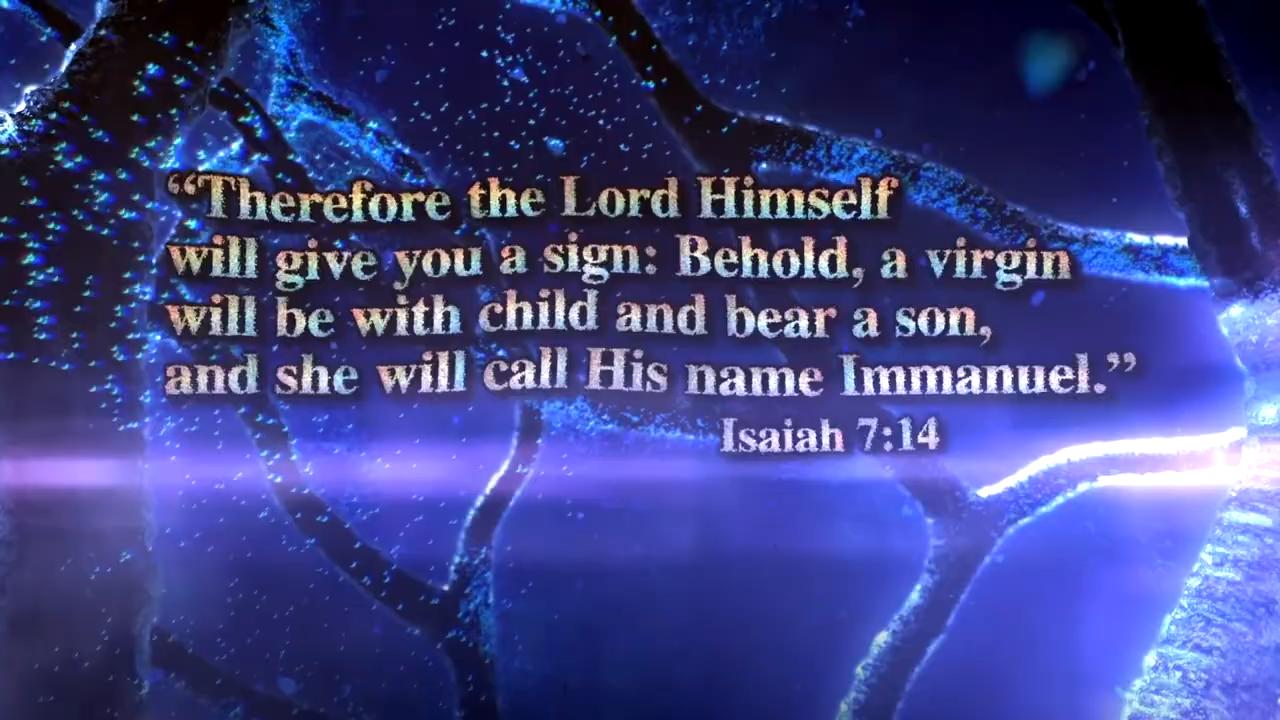 “Therefore the Lord Himself
will give you a sign: Behold, a virgin
will be with child and bear a son,
and she will call His name Immanuel.”
Isaiah 7:14